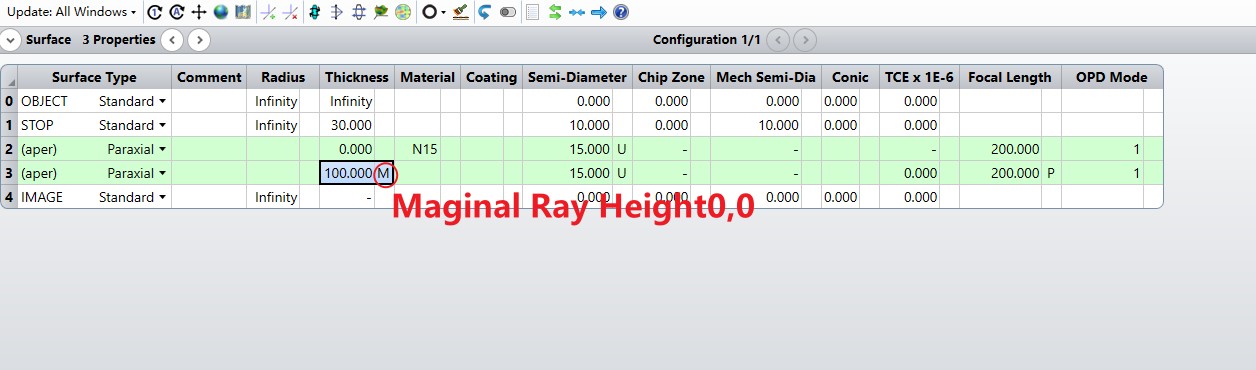 Update: All Windows
Surface 3 Properties Configuration 1/1
Surface Type Comment Radius Thickness Material Coating Semi-Diameter Chip Zone Mech Semi-Dia Conic TCE x 1E-6 Focal Length OPD Mode
0 OBJECT Standard Infinity Infinity 0.000 0.000 0.000 0.000 0.000
1 STOP Standard Infinity 30.000 10.000 0.000 10.000 0.000 0.000
2 (aper) Paraxial 0.000 N15 15.000 U - - - 200.000 1
3 (aper) Paraxial 100.000 M 15.000 U - - 0.000 200.000 P 1
4 IMAGE Standard Infinity - 0.000 0.000 0.000 0.000 0.000
Maginal Ray Height0,0